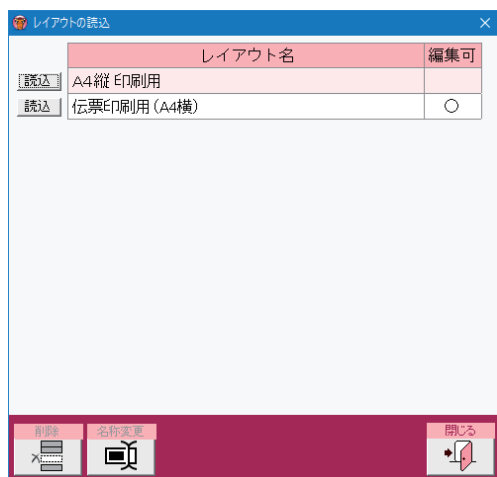 レイアウトの読込
レイアウト名 編集可
読込 A4縦 印刷用
読込 伝票印刷用(A4横) ○
削除 名称変更 閉じる